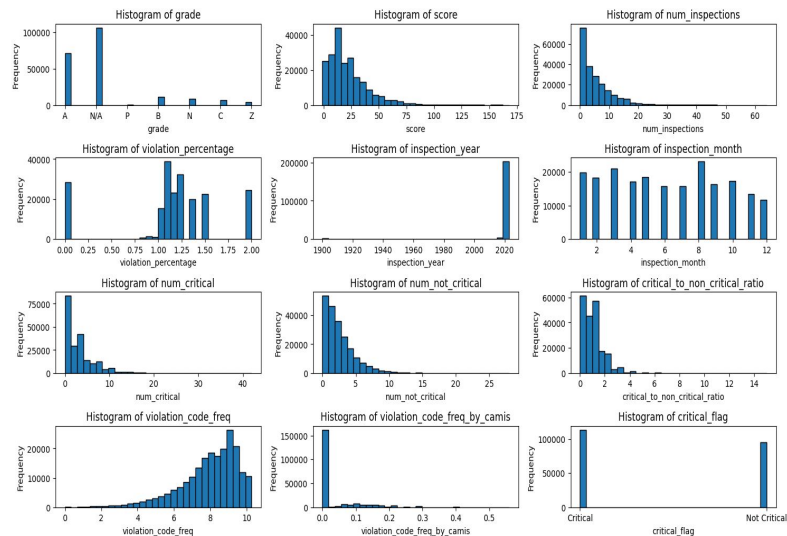 Histogram of grade
Frequency
100000
50000
0
A N/A P B N C Z
grade
Histogram of score
Frequency
40000
20000
0
0 25 50 75 100 125 150 175
score
Histogram of num_inspections
Frequency
60000
40000
20000
0
0 10 20 30 40 50 60
num_inspections
Histogram of violation_percentage
Frequency
40000
20000
0
0.00 0.25 0.50 0.75 1.00 1.25 1.50 1.75 2.00
violation_percentage
Histogram of inspection_year
Frequency
200000
100000
0
1900 1920 1940 1960 1980 2000 2020
inspection_year
Histogram of inspection_month
Frequency
20000
10000
0
2 4 6 8 10 12
inspection_month
Histogram of num_critical
Frequency
75000
50000
25000
0
0 10 20 30 40
num_critical
Histogram of num_not_critical
Frequency
40000
20000
0
0 5 10 15 20 25
num_not_critical
Histogram of critical_to_non_critical_ratio
Frequency
60000
40000
20000
0
0 2 4 6 8 10 12 14
critical_to_non_critical_ratio
Histogram of violation_code_freq
Frequency
20000
10000
0
0 2 4 6 8 10
violation_code_freq
Histogram of violation_code_freq_by_camis
Frequency
150000
100000
50000
0
0.0 0.1 0.2 0.3 0.4 0.5
violation_code_freq_by_camis
Histogram of critical_flag
Frequency
100000
50000
0
Critical Not Critical
critical_flag